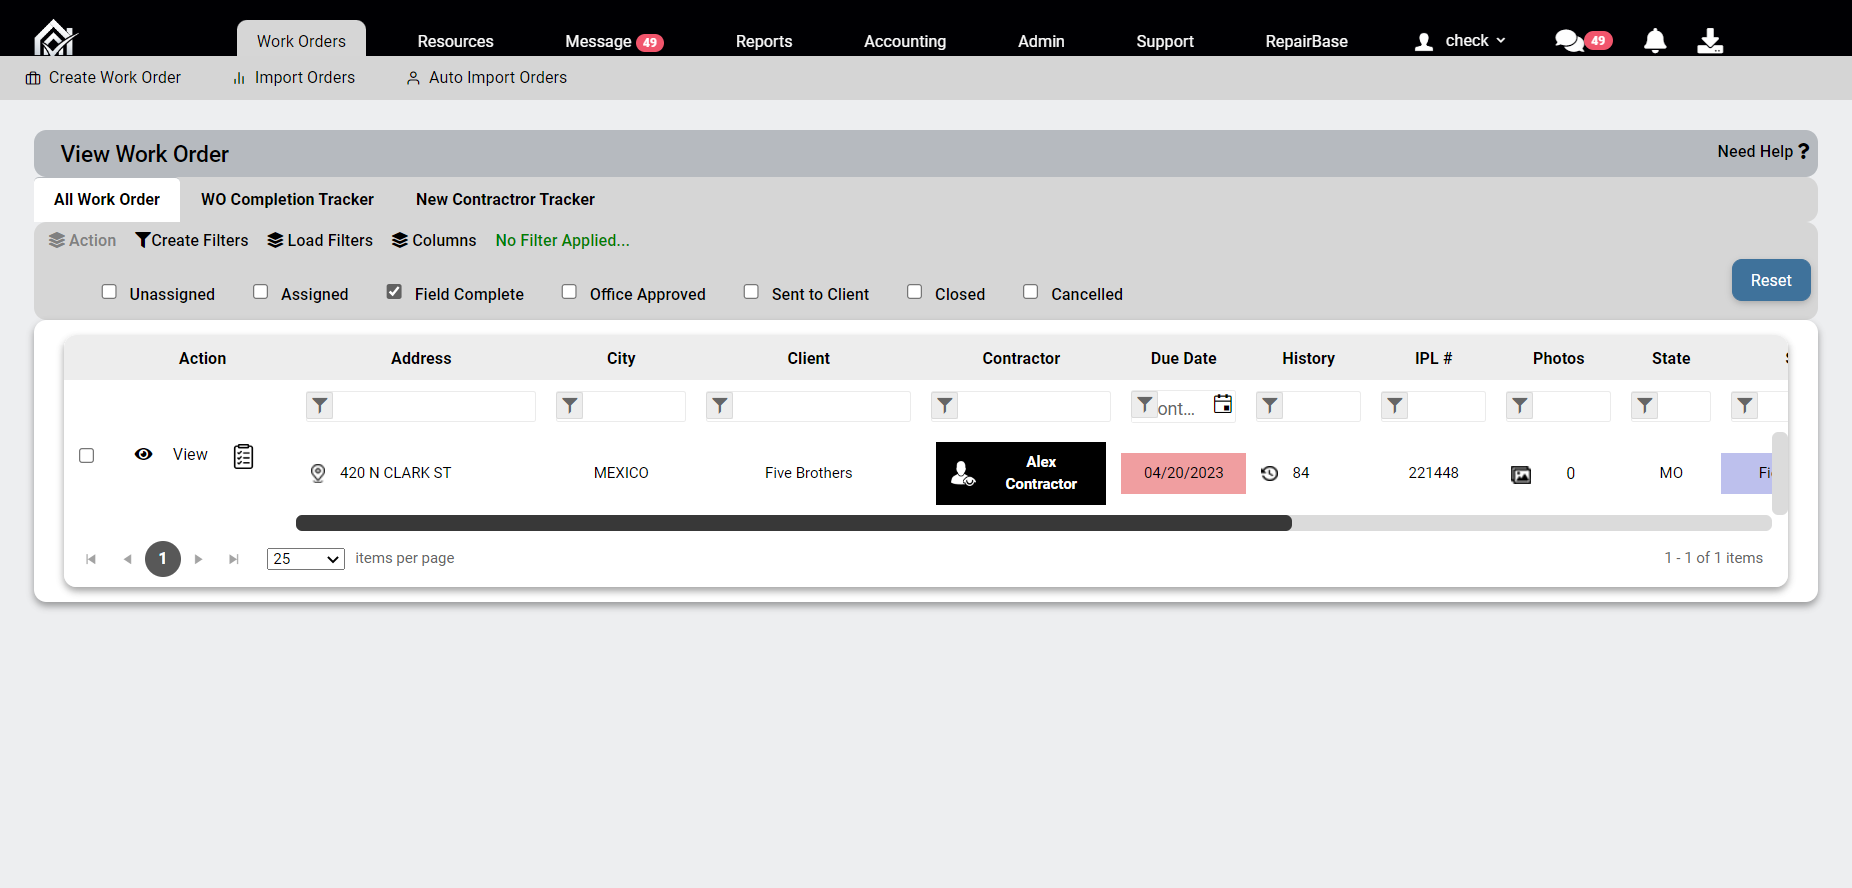 Work Orders
Resources
Message 49
Reports
Accounting
Admin
Support
RepairBase
check
49
Create Work Order
Import Orders
Auto Import Orders
View Work Order
Need Help ?
All Work Order
WO Completion Tracker
New Contractror Tracker
Action
Create Filters
Load Filters
Columns
No Filter Applied...
Unassigned
Assigned
Field Complete
Office Approved
Sent to Client
Closed
Cancelled
Reset
Action
Address
City
Client
Contractor
Due Date
History
IPL #
Photos
State
ont...
View
420 N CLARK ST
MEXICO
Five Brothers
Alex
Contractor
04/20/2023
84
221448
0
MO
1
25
items per page
1 - 1 of 1 items